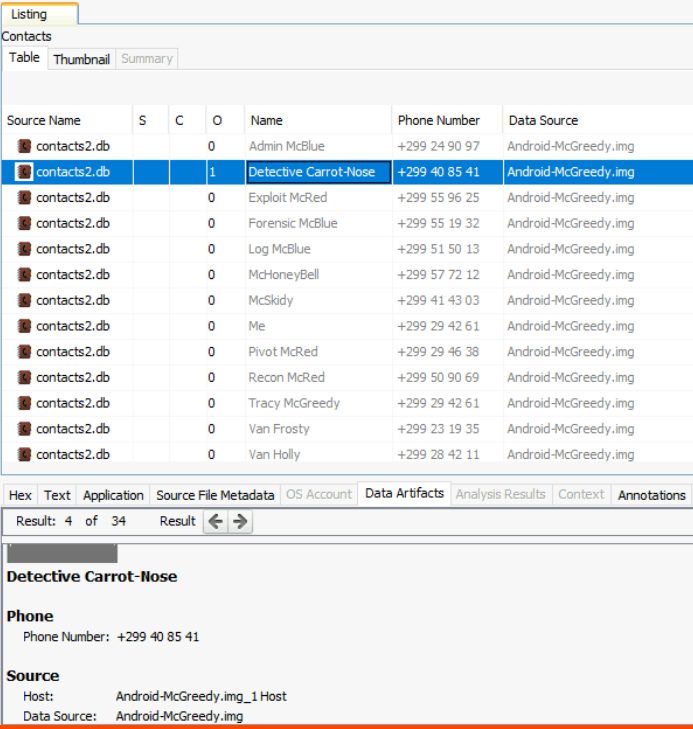 Listing
Contacts
Table Thumbnail Summary
Source Name S C O Name Phone Number Data Source
contacts2.db 0 Admin McBlue +299 24 90 97 Android-McGreedy.img
contacts2.db 1 Detective Carrot-Nose +299 40 85 41 Android-McGreedy.img
contacts2.db 0 Exploit McRed +299 55 96 25 Android-McGreedy.img
contacts2.db 0 Forensic McBlue +299 55 19 32 Android-McGreedy.img
contacts2.db 0 Log McBlue +299 51 50 13 Android-McGreedy.img
contacts2.db 0 McHoneyBell +299 57 72 12 Android-McGreedy.img
contacts2.db 0 McSkidy +299 41 43 03 Android-McGreedy.img
contacts2.db 0 Me +299 29 42 61 Android-McGreedy.img
contacts2.db 0 Pivot McRed +299 29 46 38 Android-McGreedy.img
contacts2.db 0 Recon McRed +299 50 90 69 Android-McGreedy.img
contacts2.db 0 Tracy McGreedy +299 29 42 61 Android-McGreedy.img
contacts2.db 0 Van Frosty +299 23 19 35 Android-McGreedy.img
contacts2.db 0 Van Holly +299 28 42 11 Android-McGreedy.img
Hex Text Application Source File Metadata OS Account Data Artifacts Analysis Results Context Annotations
Result: 4 of 34 Result
Detective Carrot-Nose
Phone
Phone Number: +299 40 85 41
Source
Host: Android-McGreedy.img_1 Host
Data Source: Android-McGreedy.img